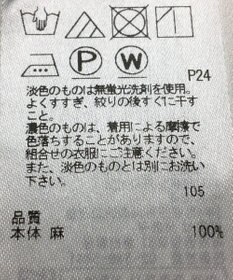 P
W
P24
淡色のものは無蛍光洗剤を使用。
よくすすぎ、絞りの後すぐに干す
こと。
濃色のものは、着用による摩擦で
色落ちすることがありますので、
組合せの衣服にご注意ください。
また、淡色のものとは別にお洗い
下さい。
105
品質
本体 麻 100%